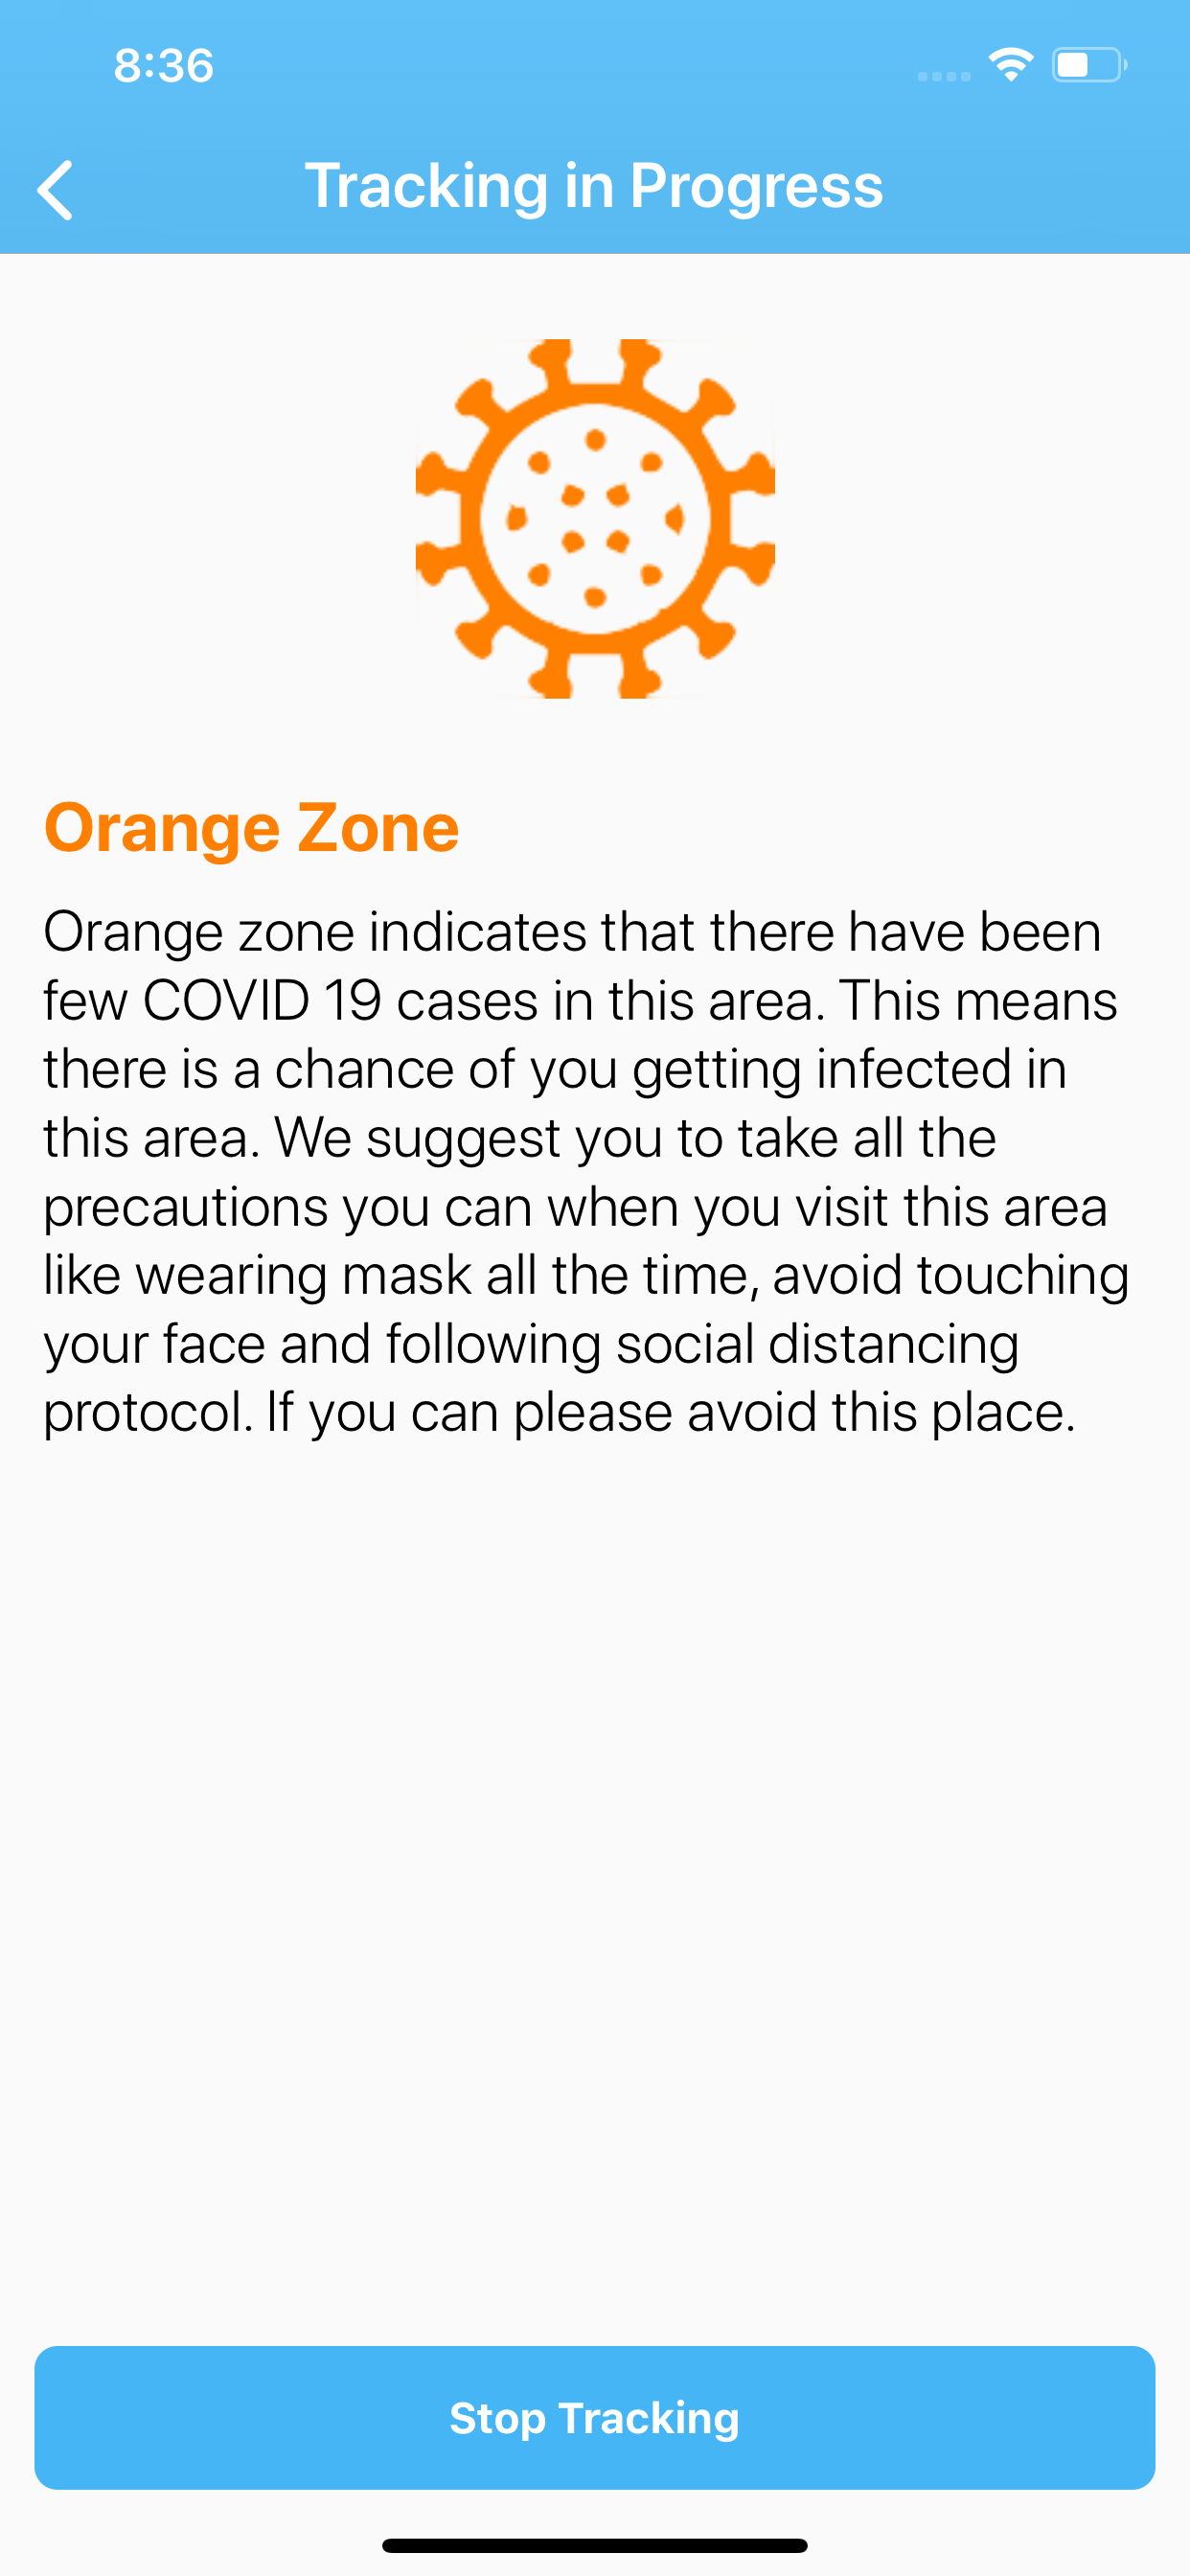 8:36
Tracking in Progress
Orange Zone
Orange zone indicates that there have been
few COVID 19 cases in this area. This means
there is a chance of you getting infected in
this area. We suggest you to take all the
precautions you can when you visit this area
like wearing mask all the time, avoid touching
your face and following social distancing
protocol. If you can please avoid this place.
Stop Tracking